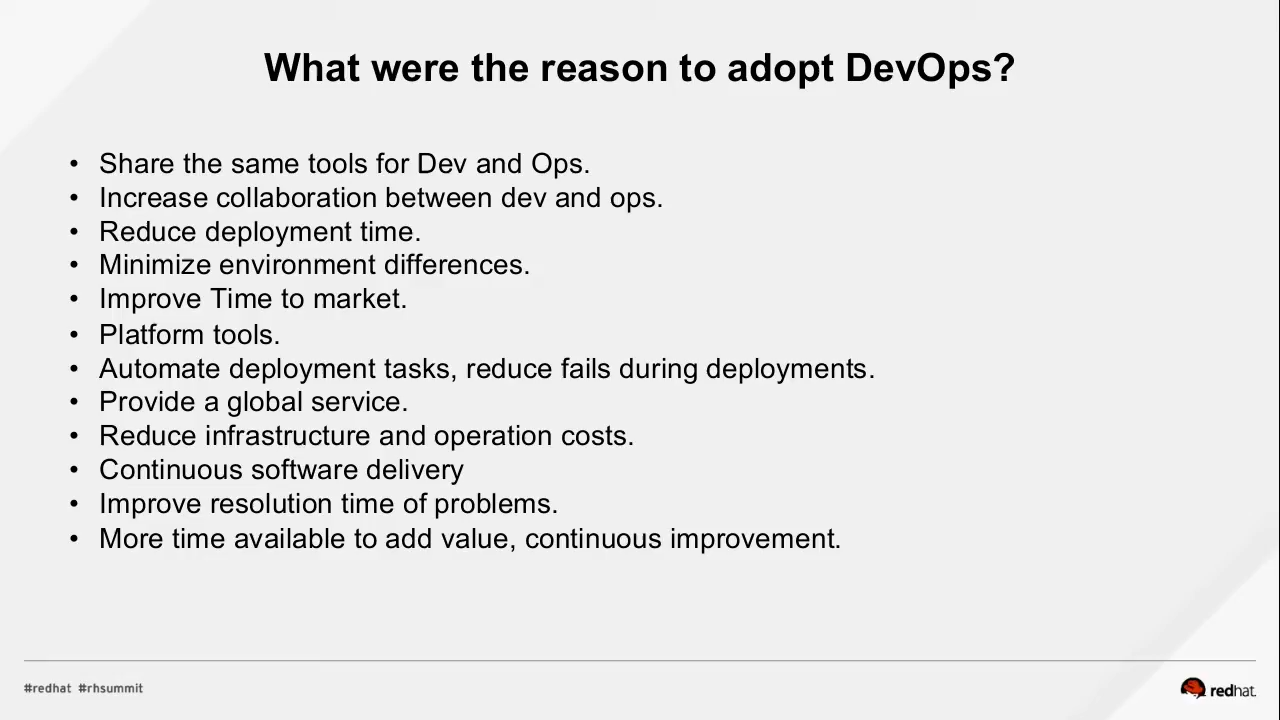 What were the reason to adopt DevOps?
• Share the same tools for Dev and Ops.
• Increase collaboration between dev and ops.
• Reduce deployment time.
• Minimize environment differences.
• Improve Time to market.
• Platform tools.
• Automate deployment tasks, reduce fails during deployments.
• Provide a global service.
• Reduce infrastructure and operation costs.
• Continuous software delivery
• Improve resolution time of problems.
• More time available to add value, continuous improvement.
#redhat #rhsummit
redhat.